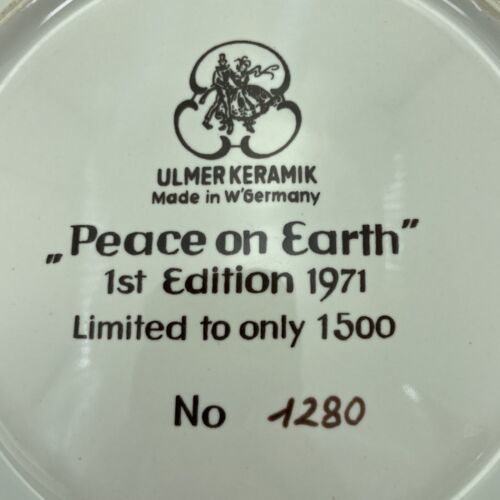 ULMER KERAMIK
Made in W'Germany
„Peace on Earth”
1st Edition 1971
Limited to only 1500
No 1280